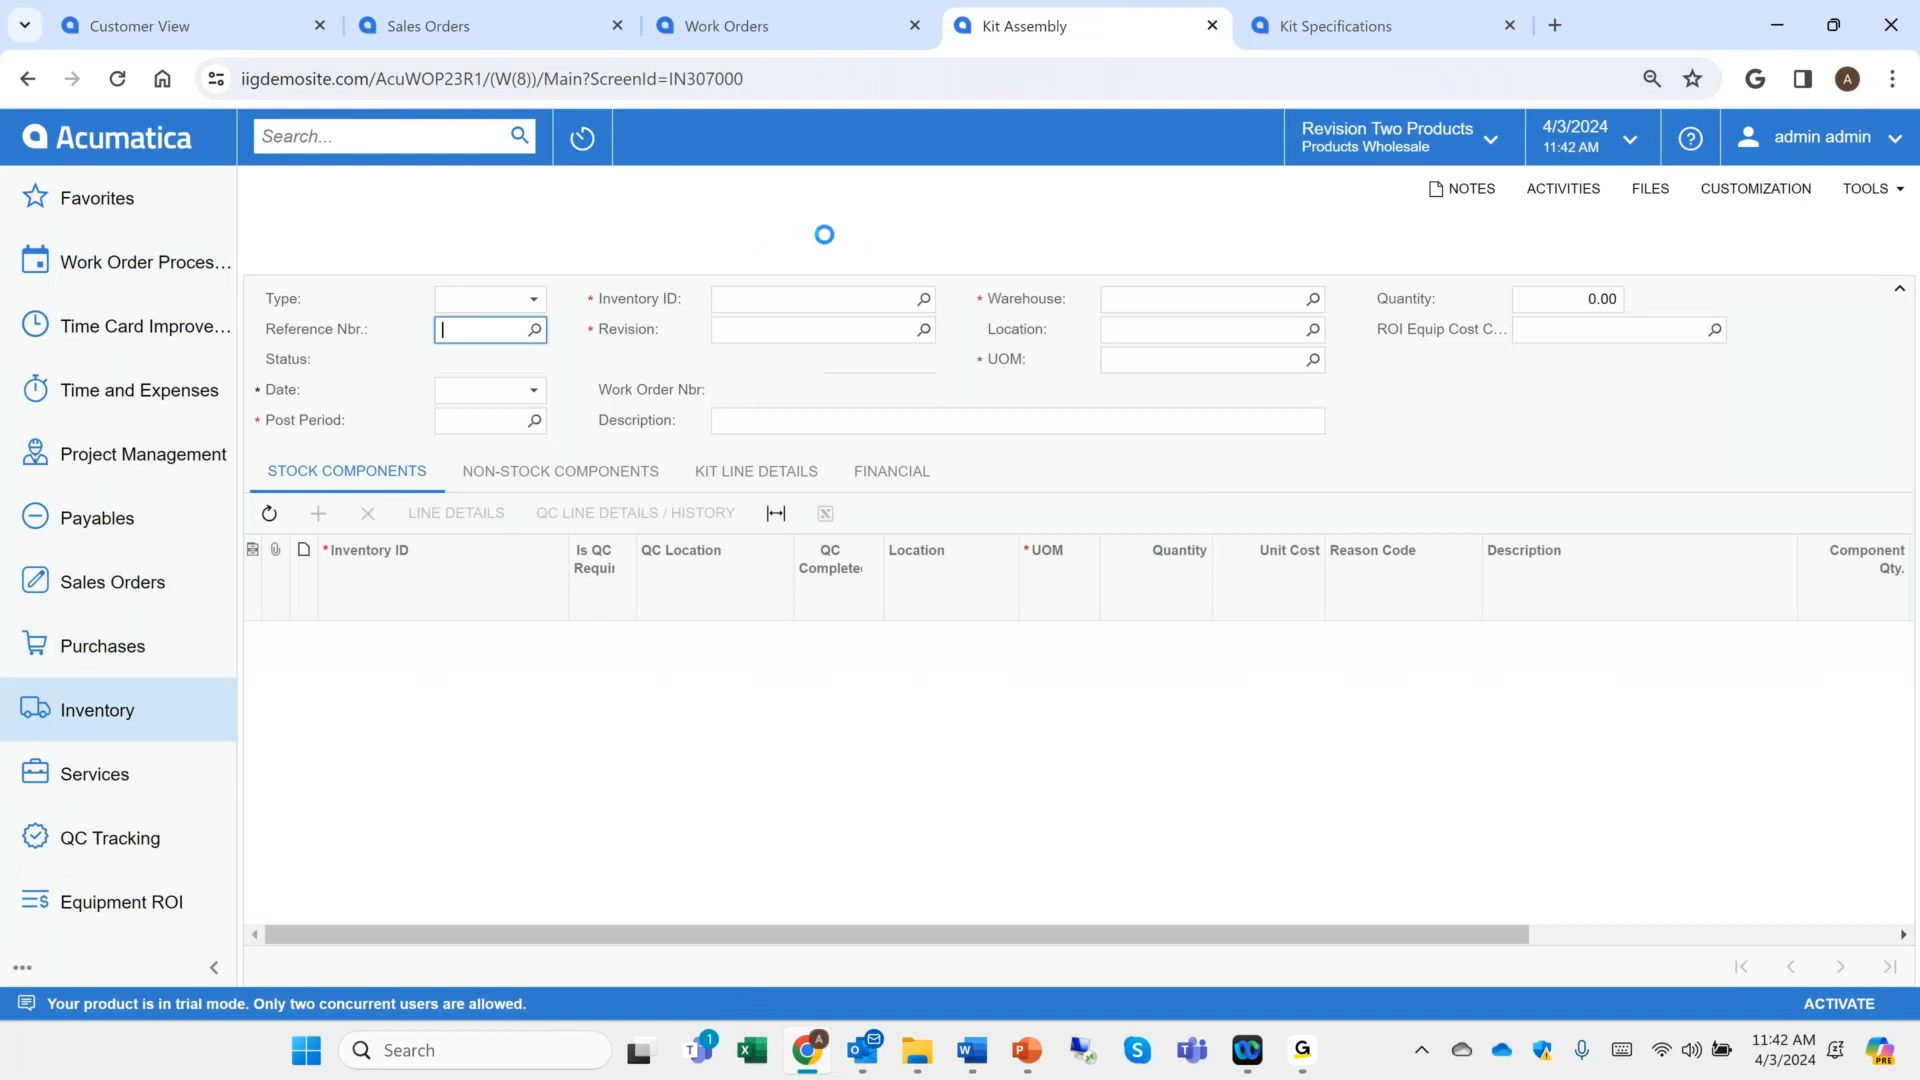 Customer View
Sales Orders
Work Orders
Kit Assembly
Kit Specifications
iigdemosite.com/AcuWOP23R1/(W(8))/Main?ScreenId=IN307000
A
Acumatica
Search...
Revision Two Products
Products Wholesale
4/3/2024
11:42 AM
admin admin
NOTES
ACTIVITIES
FILES
CUSTOMIZATION
TOOLS
Favorites
Work Order Proces...
Time Card Improve...
Time and Expenses
Project Management
Payables
Sales Orders
Purchases
Inventory
Services
QC Tracking
Equipment ROI
Type:
* Inventory ID:
* Warehouse:
Quantity:
0.00
Reference Nbr.:
* Revision:
Location:
ROI Equip Cost C...
Status:
* UOM:
* Date:
Work Order Nbr:
* Post Period:
Description:
STOCK COMPONENTS
NON-STOCK COMPONENTS
KIT LINE DETAILS
FINANCIAL
LINE DETAILS
QC LINE DETAILS / HISTORY
* Inventory ID
Is QC
Requir
QC Location
QC
Complete
Location
* UOM
Quantity
Unit Cost
Reason Code
Description
Component
Qty.
Your product is in trial mode. Only two concurrent users are allowed.
ACTIVATE
Search
1
11:42 AM
4/3/2024
PRE